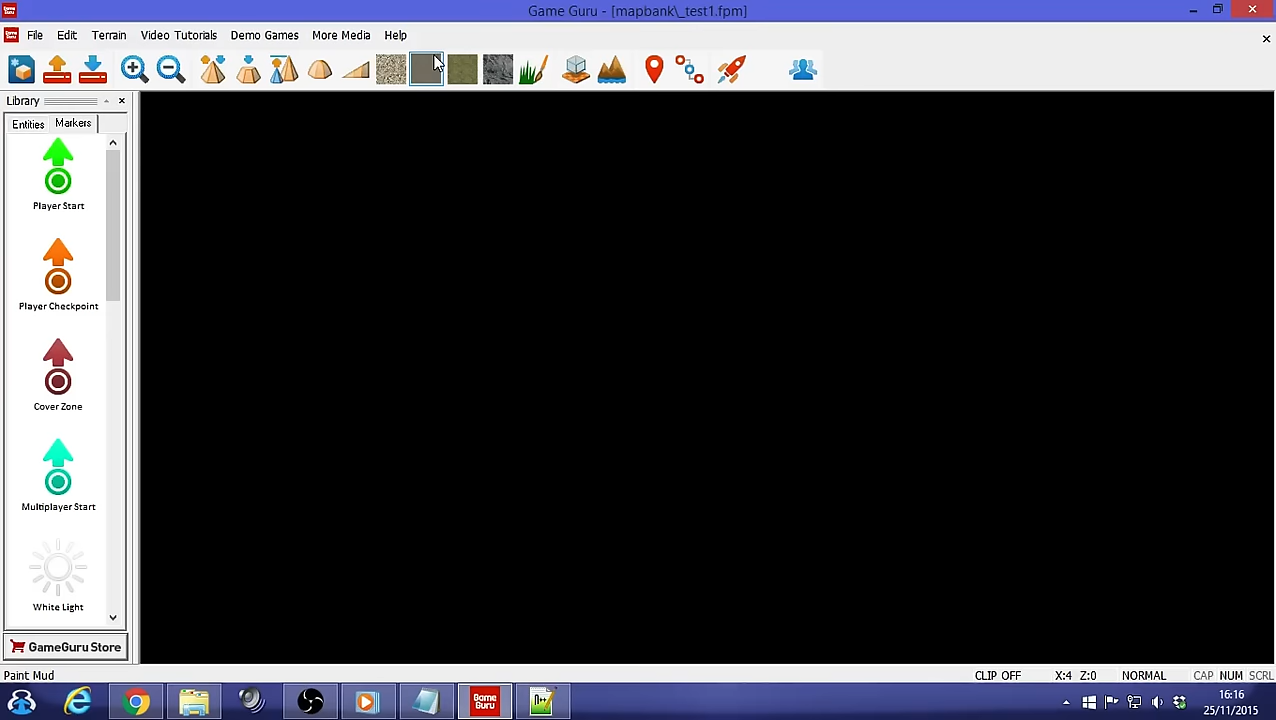 Game Guru - [mapbank\_test1.fpm]
File Edit Terrain Video Tutorials Demo Games More Media Help
Library
Entities Markers
Player Start
Player Checkpoint
Cover Zone
Multiplayer Start
White Light
GameGuru Store
Paint Mud CLIP OFF X:4 Z:0 NORMAL CAP NUM SCRL
Game
Guru
16:16
25/11/2015